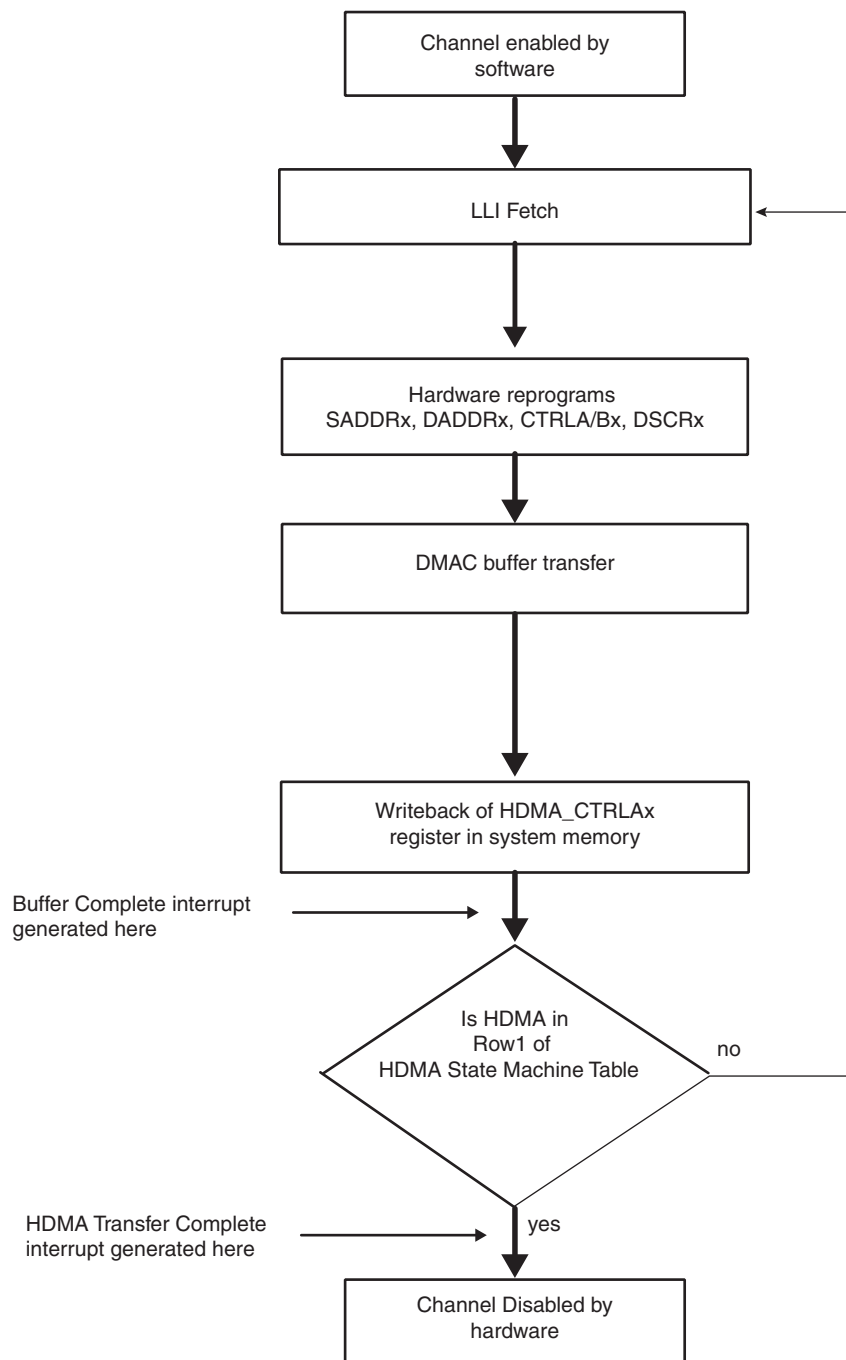 Channel enabled by
software
LLI Fetch
Hardware reprograms
SADDRx, DADDRx, CTRLA/Bx, DSCRx
DMAC buffer transfer
Writeback of HDMA_CTRLAx
register in system memory
Buffer Complete interrupt
generated here
Is HDMA in
Row1 of
HDMA State Machine Table
no
HDMA Transfer Complete
interrupt generated here
yes
Channel Disabled by
hardware